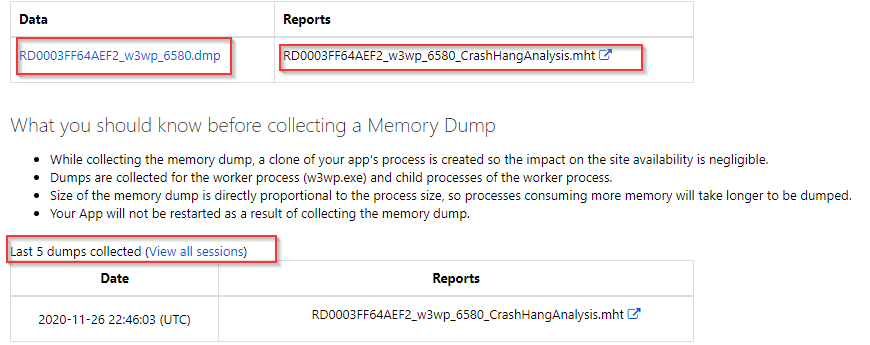 Data Reports
RD0003FF64AEF2_w3wp_6580.dmp RD0003FF64AEF2_w3wp_6580_CrashHangAnalysis.mht
What you should know before collecting a Memory Dump
• While collecting the memory dump, a clone of your app's process is created so the impact on the site availability is negligible.
• Dumps are collected for the worker process (w3wp.exe) and child processes of the worker process.
• Size of the memory dump is directly proportional to the process size, so processes consuming more memory will take longer to be dumped.
• Your App will not be restarted as a result of collecting the memory dump.
Last 5 dumps collected (View all sessions)
Date Reports
2020-11-26 22:46:03 (UTC) RD0003FF64AEF2_w3wp_6580_CrashHangAnalysis.mht